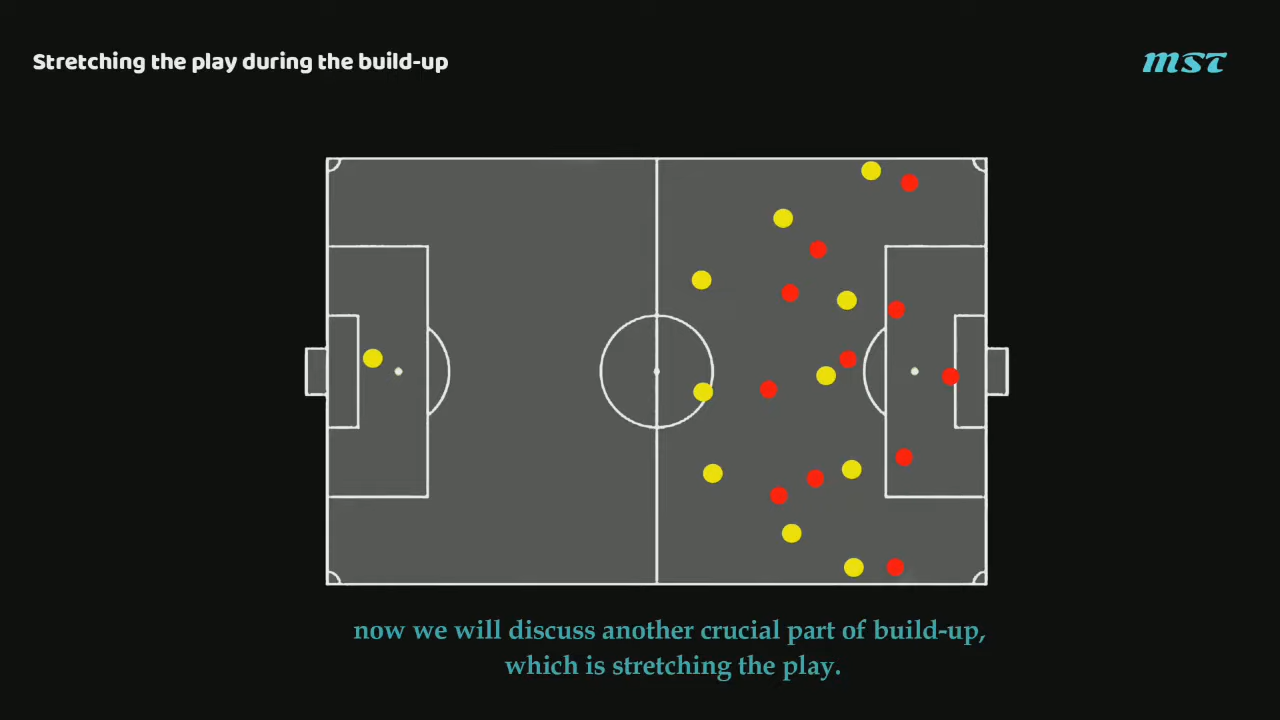 Stretching the play during the build-up
mst
now we will discuss another crucial part of build-up,
which is stretching the play.